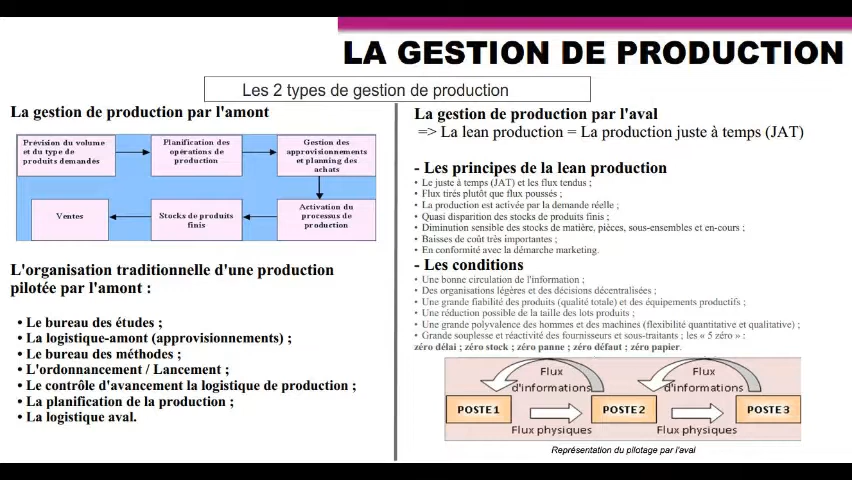 LA GESTION DE PRODUCTION
Les 2 types de gestion de production
La gestion de production par l'amont
Prévision du volume
et du type de
produits demandés
Planification des
opérations de
production
Gestion des
approvisionnements
et planning des
achats
Ventes
Stocks de produits
finis
Activation du
processus de
production
L'organisation traditionnelle d'une production
pilotée par l'amont :
• Le bureau des études ;
• La logistique-amont (approvisionnements) ;
• Le bureau des méthodes ;
• L'ordonnancement / Lancement ;
• Le contrôle d'avancement la logistique de production ;
• La planification de la production ;
• La logistique aval.
La gestion de production par l'aval
=> La lean production = La production juste à temps (JAT)
- Les principes de la lean production
• Le juste à temps (JAT) et les flux tendus ;
• Flux tirés plutôt que flux poussés ;
• La production est activée par la demande réelle ;
• Quasi disparition des stocks de produits finis ;
• Diminution sensible des stocks de matière, pièces, sous-ensembles et en-cours ;
• Baisses de coût très importantes ;
• En conformité avec la démarche marketing.
- Les conditions
• Une bonne circulation de l'information ;
• Des organisations légères et des décisions décentralisées ;
• Une grande fiabilité des produits (qualité totale) et des équipements productifs ;
• Une réduction possible de la taille des lots produits ;
• Une grande polyvalence des hommes et des machines (flexibilité quantitative et qualitative) ;
• Grande souplesse et réactivité des fournisseurs et sous-traitants ; les « 5 zéro » :
zéro délai ; zéro stock ; zéro panne ; zéro défaut ; zéro papier.
Flux
d'informations
Flux
d'informations
POSTE1
POSTE2
POSTE3
Flux physiques
Flux physiques
Représentation du pilotage par l'aval